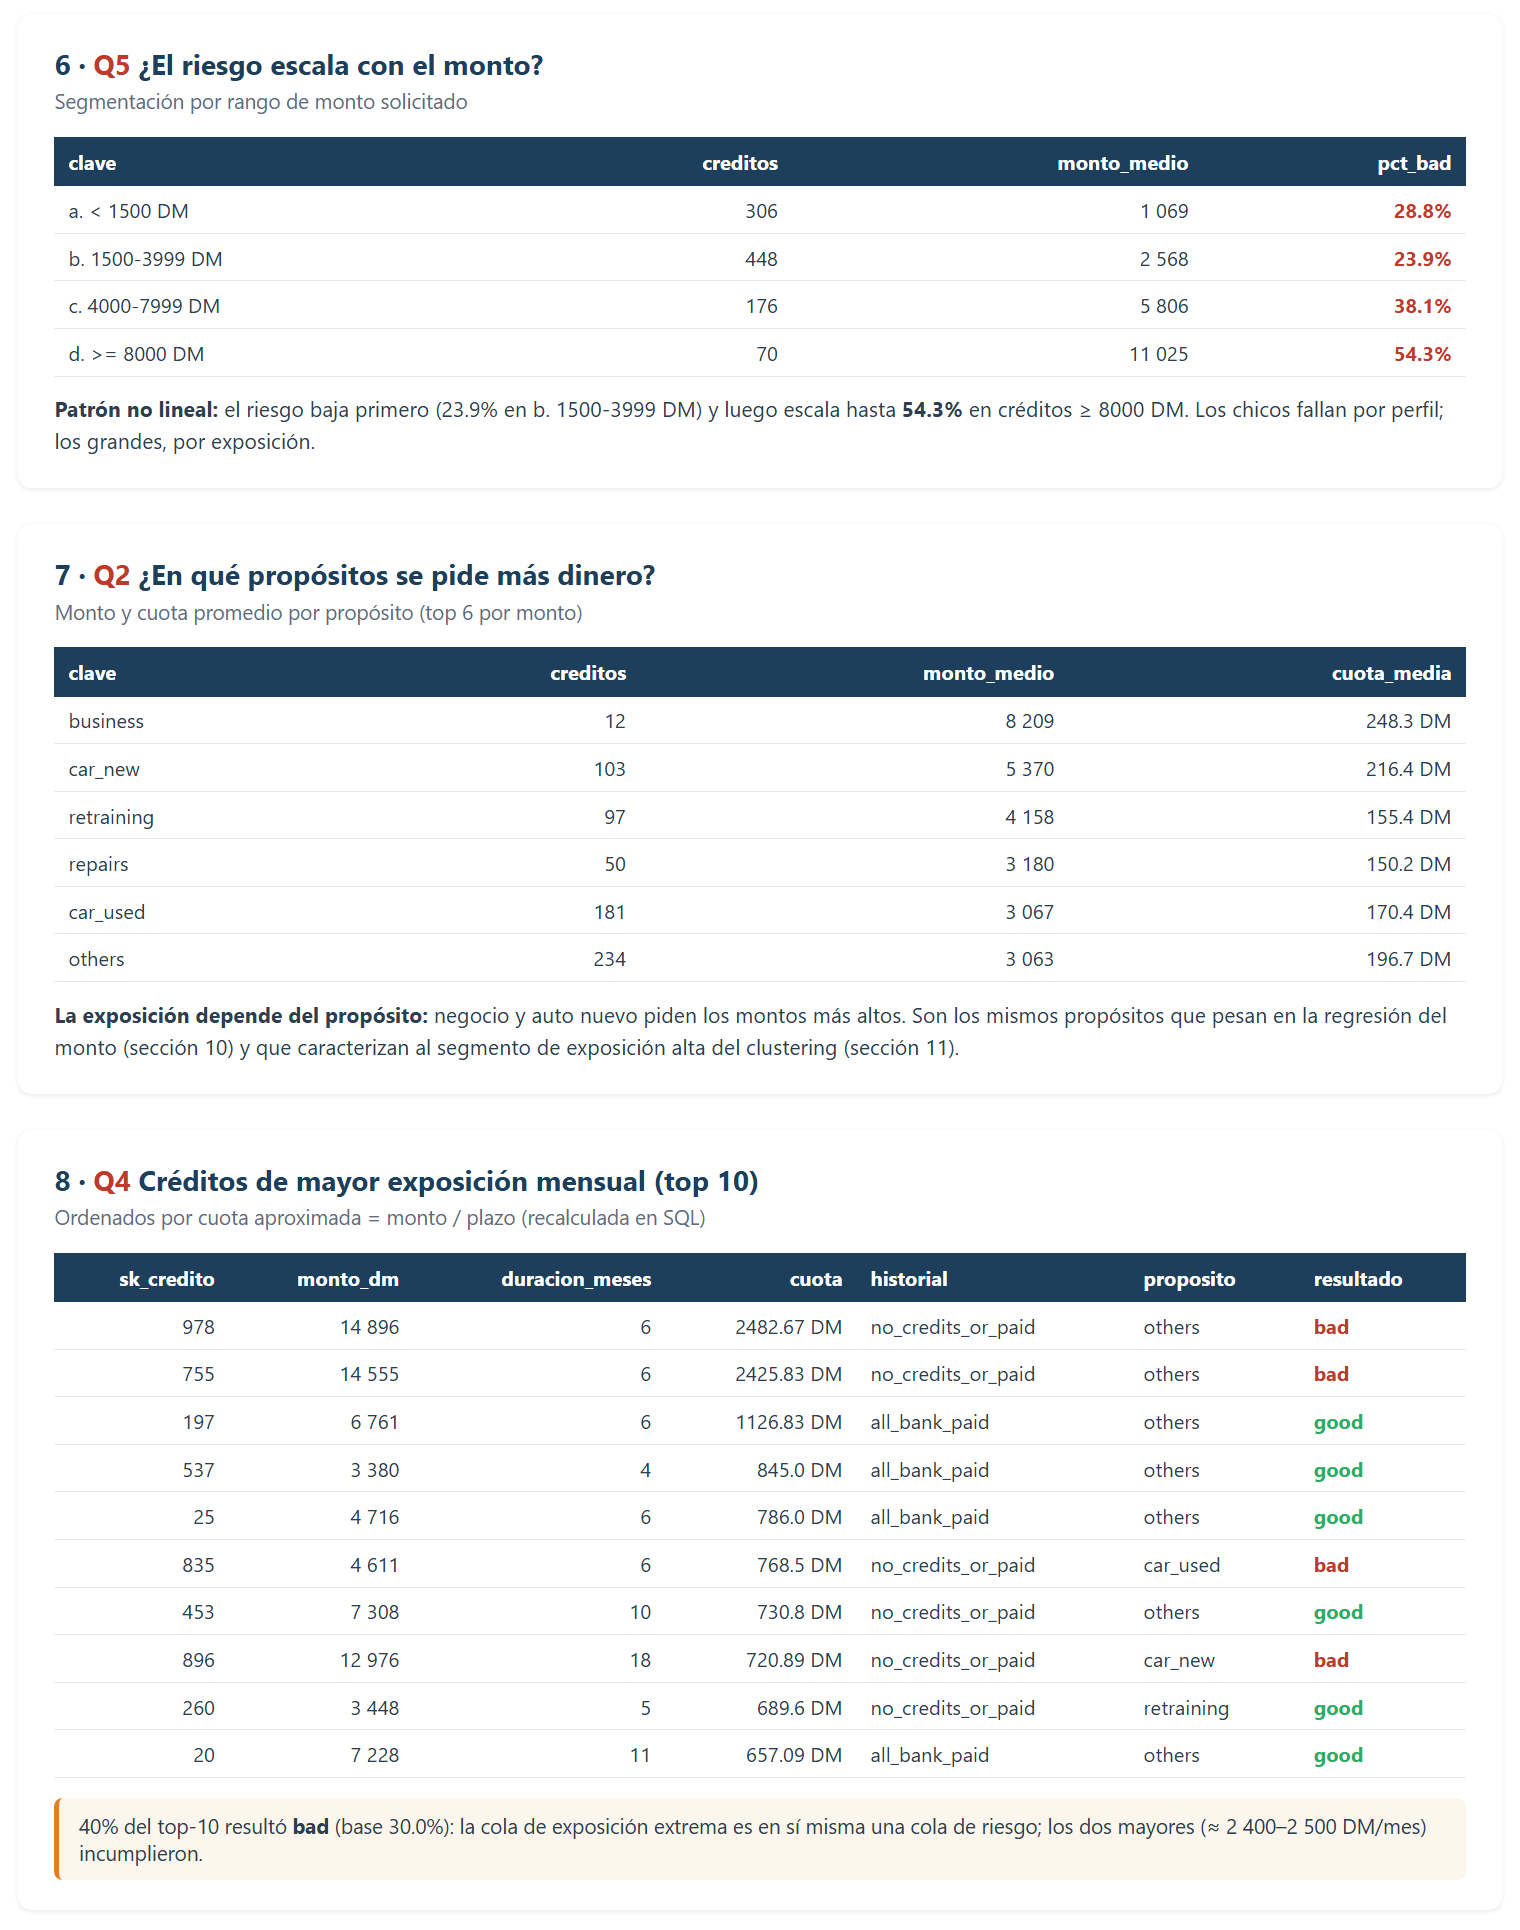 6 · Q5 ¿El riesgo escala con el monto?
Segmentación por rango de monto solicitado
clave creditos monto_medio pct_bad
a. < 1500 DM 306 1 069 28.8%
b. 1500-3999 DM 448 2 568 23.9%
c. 4000-7999 DM 176 5 806 38.1%
d. >= 8000 DM 70 11 025 54.3%
Patrón no lineal: el riesgo baja primero (23.9% en b. 1500-3999 DM) y luego escala hasta 54.3% en créditos ≥ 8000 DM. Los chicos fallan por perfil;
los grandes, por exposición.
7 · Q2 ¿En qué propósitos se pide más dinero?
Monto y cuota promedio por propósito (top 6 por monto)
clave creditos monto_medio cuota_media
business 12 8 209 248.3 DM
car_new 103 5 370 216.4 DM
retraining 97 4 158 155.4 DM
repairs 50 3 180 150.2 DM
car_used 181 3 067 170.4 DM
others 234 3 063 196.7 DM
La exposición depende del propósito: negocio y auto nuevo piden los montos más altos. Son los mismos propósitos que pesan en la regresión del
monto (sección 10) y que caracterizan al segmento de exposición alta del clustering (sección 11).
8 · Q4 Créditos de mayor exposición mensual (top 10)
Ordenados por cuota aproximada = monto / plazo (recalculada en SQL)
sk_credito monto_dm duracion_meses cuota historial proposito resultado
978 14 896 6 2482.67 DM no_credits_or_paid others bad
755 14 555 6 2425.83 DM no_credits_or_paid others bad
197 6 761 6 1126.83 DM all_bank_paid others good
537 3 380 4 845.0 DM all_bank_paid others good
25 4 716 6 786.0 DM all_bank_paid others good
835 4 611 6 768.5 DM no_credits_or_paid car_used bad
453 7 308 10 730.8 DM no_credits_or_paid others good
896 12 976 18 720.89 DM no_credits_or_paid car_new bad
260 3 448 5 689.6 DM no_credits_or_paid retraining good
20 7 228 11 657.09 DM all_bank_paid others good
40% del top-10 resultó bad (base 30.0%): la cola de exposición extrema es en sí misma una cola de riesgo; los dos mayores (≈ 2 400–2 500 DM/mes)
incumplieron.